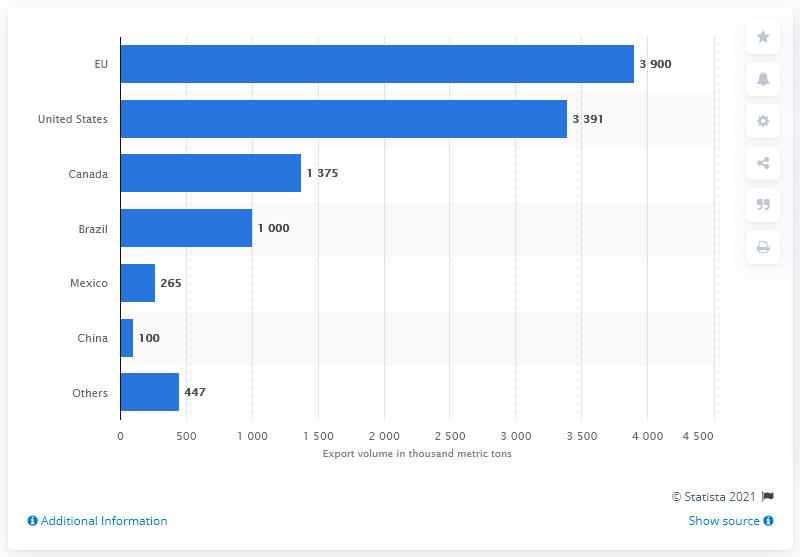 EU 3 900
United States 3 391
Canada 1 375
Brazil 1 000
Mexico 265
China 100
Others 447
0 500 1 000 1 500 2 000 2 500 3 000 3 500 4 000 4 500
Export volume in thousand metric tons
© Statista 2021
Additional Information Show source